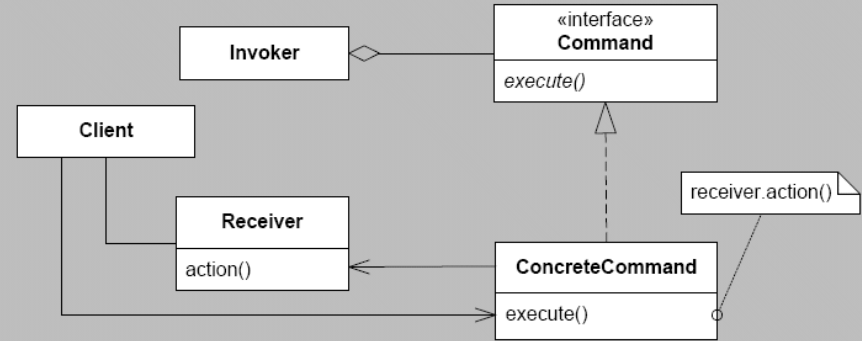 «interface»
Command
Invoker
execute()
Client
receiver.action()
Receiver
action()
ConcreteCommand
execute()